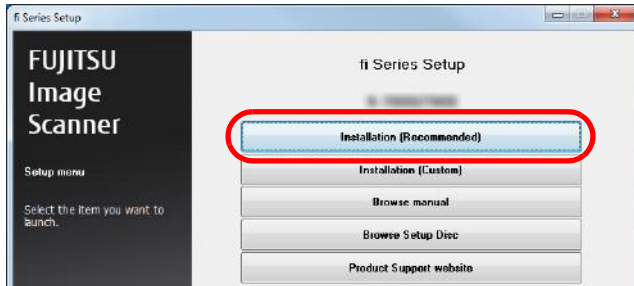 fi Series Setup
FUJITSU
Image
Scanner
Setup menu
Select the item you want to
launch.
fi Series Setup
Installation (Recommended)
Installation (Custom)
Browse manual
Browse Setup Disc
Product Support website